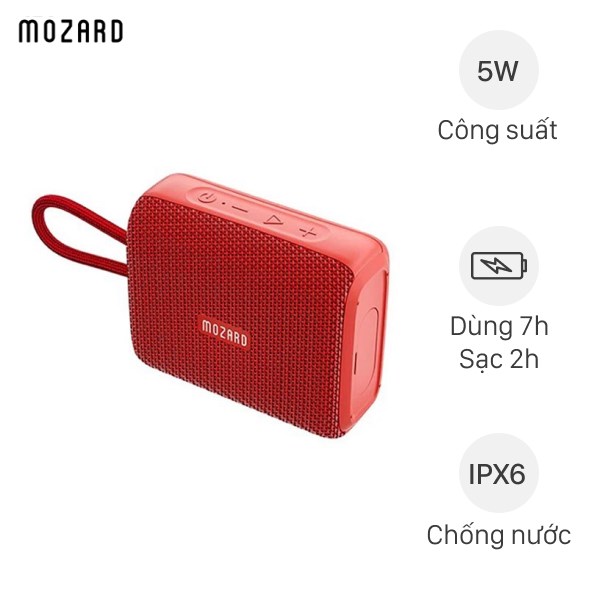 MOZARD
5W
Công suất
MOZARD
Dùng 7h
Sạc 2h
IPX6
Chống nước